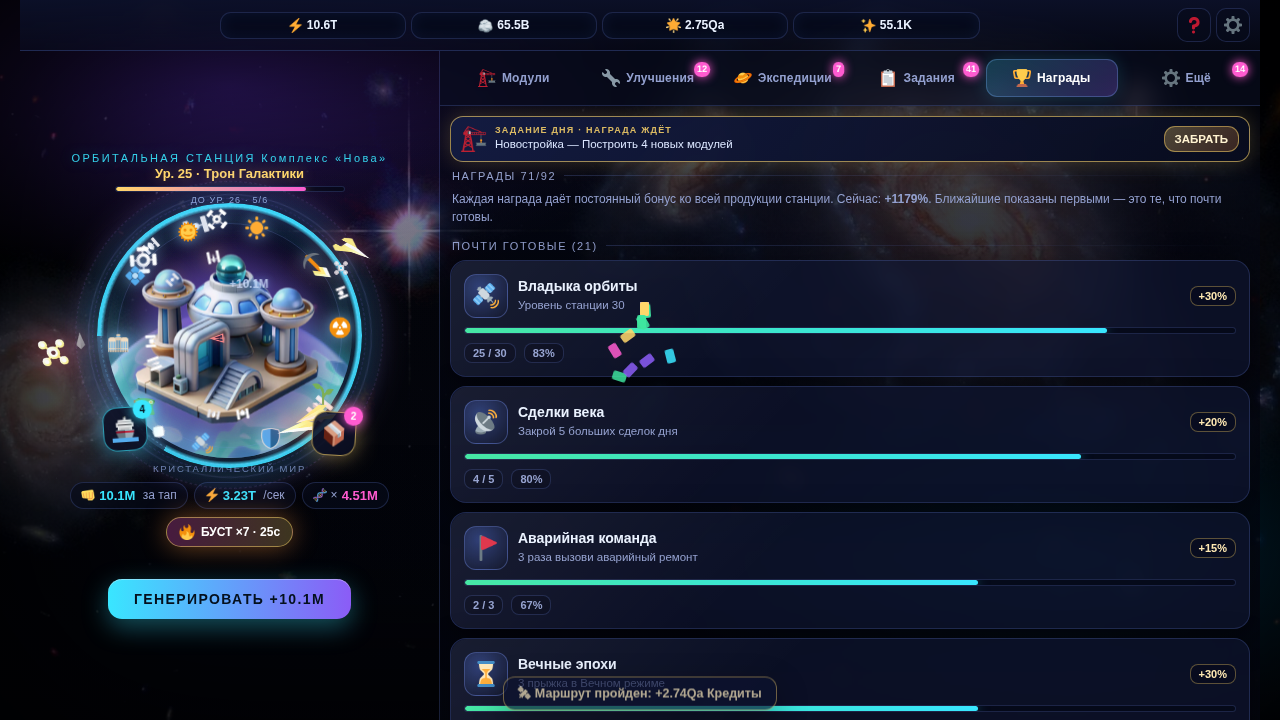 10.6T
65.5B
2.75Qa
55.1K
Модули
Улучшения 12
Экспедиции 7
Задания 41
Награды
Ещё 14
ОРБИТАЛЬНАЯ СТАНЦИЯ Комплекс «Нова»
Ур. 25 · Трон Галактики
ДО УР. 26 · 5/6
+10.1M
4
2
КРИСТАЛЛИЧЕСКИЙ МИР
10.1M за тап
3.23T /сек
× 4.51M
БУСТ ×7 · 25с
ГЕНЕРИРОВАТЬ +10.1M
ЗАДАНИЕ ДНЯ · НАГРАДА ЖДЁТ
Новостройка — Построить 4 новых модулей
ЗАБРАТЬ
НАГРАДЫ 71/92
Каждая награда даёт постоянный бонус ко всей продукции станции. Сейчас: +1179%. Ближайшие показаны первыми — это те, что почти
готовы.
ПОЧТИ ГОТОВЫЕ (21)
Владыка орбиты
Уровень станции 30
+30%
25 / 30
83%
Сделки века
Закрой 5 больших сделок дня
+20%
4 / 5
80%
Аварийная команда
3 раза вызови аварийный ремонт
+15%
2 / 3
67%
Вечные эпохи
3 прыжка в Вечном режиме
+30%
Маршрут пройден: +2.74Qa Кредиты